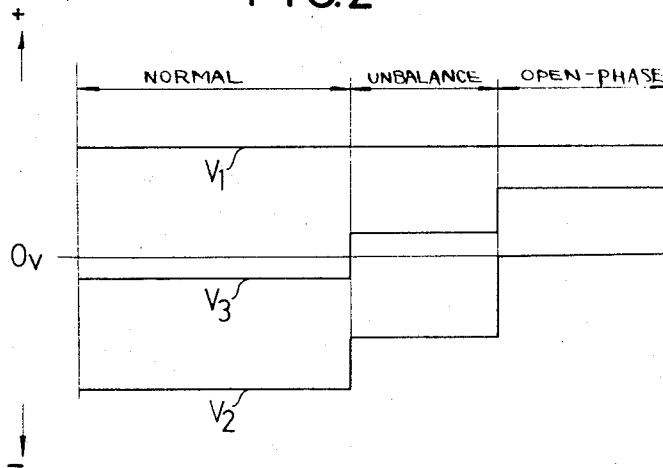 FIG. 2
+
NORMAL UNBALANCE OPEN-PHASE
V1
0V
V3
V2
-